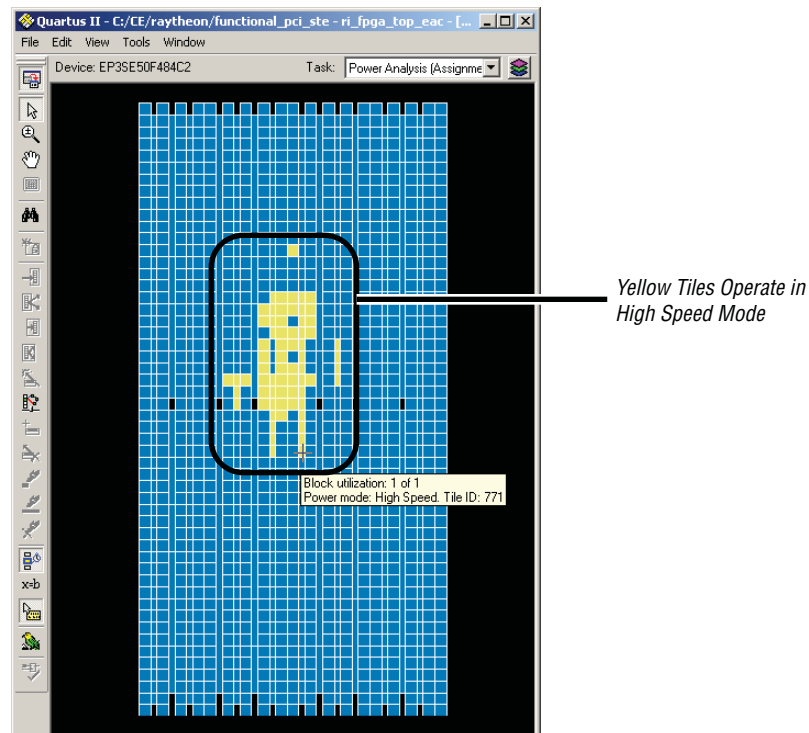 Quartus II - C:/CE/raytheon/functional_pci_ste - ri_fpga_top_eac - [...
File Edit View Tools Window
Device: EP3SE50F484C2 Task: Power Analysis (Assignme
x=b
Yellow Tiles Operate in
High Speed Mode
Block utilization: 1 of 1
Power mode: High Speed. Tile ID: 771